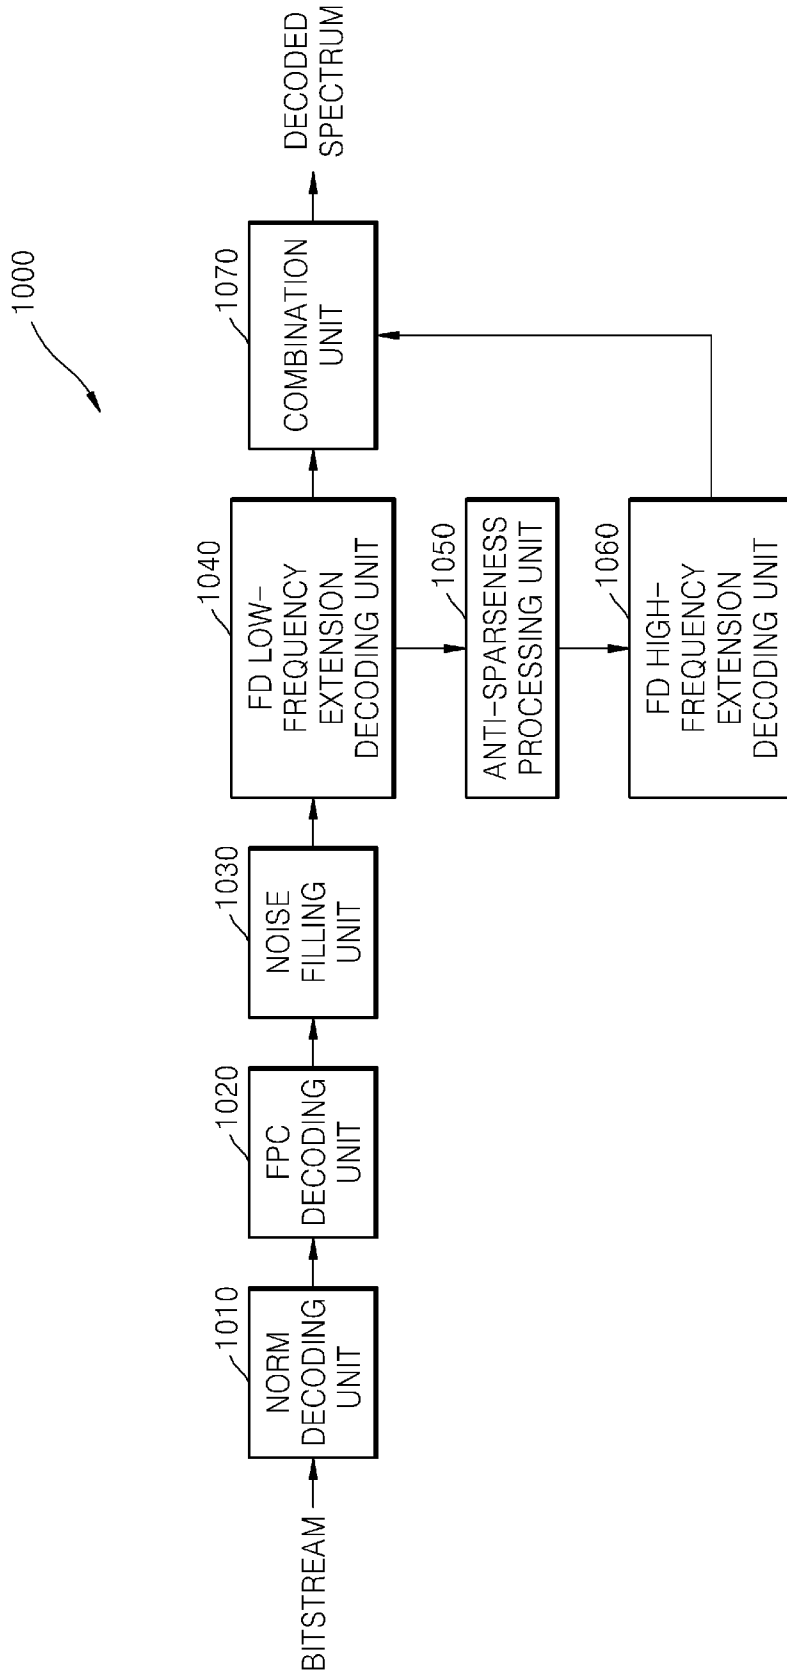 1000
BITSTREAM
1010
NORM
DECODING
UNIT
1020
FPC
DECODING
UNIT
1030
NOISE
FILLING
UNIT
1040
FD LOW-
FREQUENCY
EXTENSION
DECODING UNIT
1070
COMBINATION
UNIT
DECODED
SPECTRUM
1050
ANTI-SPARSENESS
PROCESSING UNIT
1060
FD HIGH-
FREQUENCY
EXTENSION
DECODING UNIT